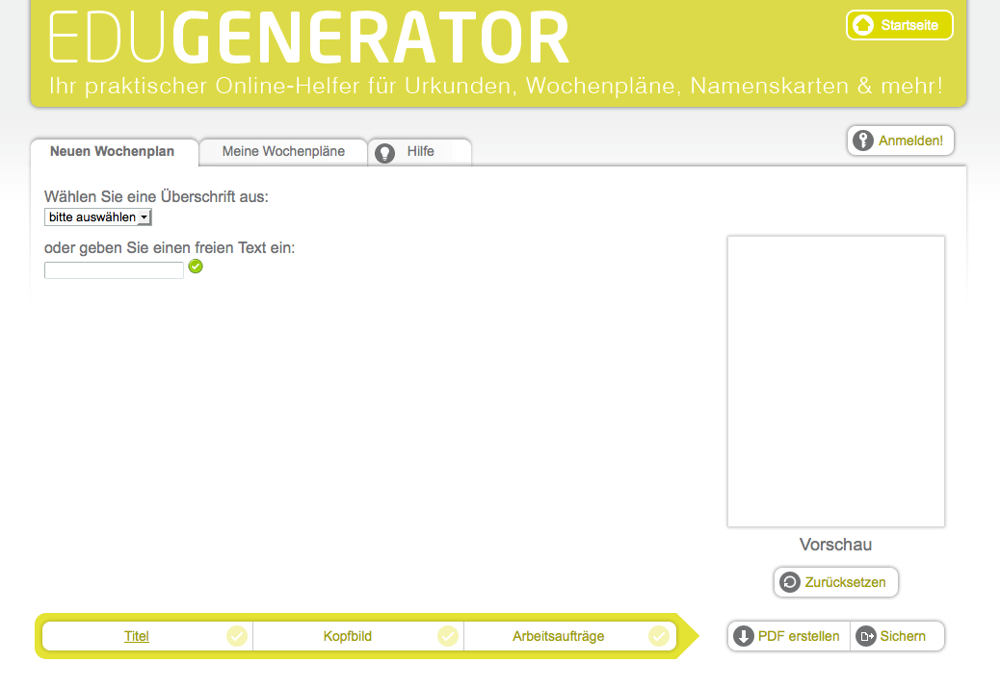 EDUGENERATOR
Startseite
Ihr praktischer Online-Helfer für Urkunden, Wochenpläne, Namenskarten & mehr!
Neuen Wochenplan
Meine Wochenpläne
Hilfe
Anmelden!
Wählen Sie eine Überschrift aus:
bitte auswählen
oder geben Sie einen freien Text ein:
Vorschau
Zurücksetzen
Titel
Kopfbild
Arbeitsaufträge
PDF erstellen
Sichern